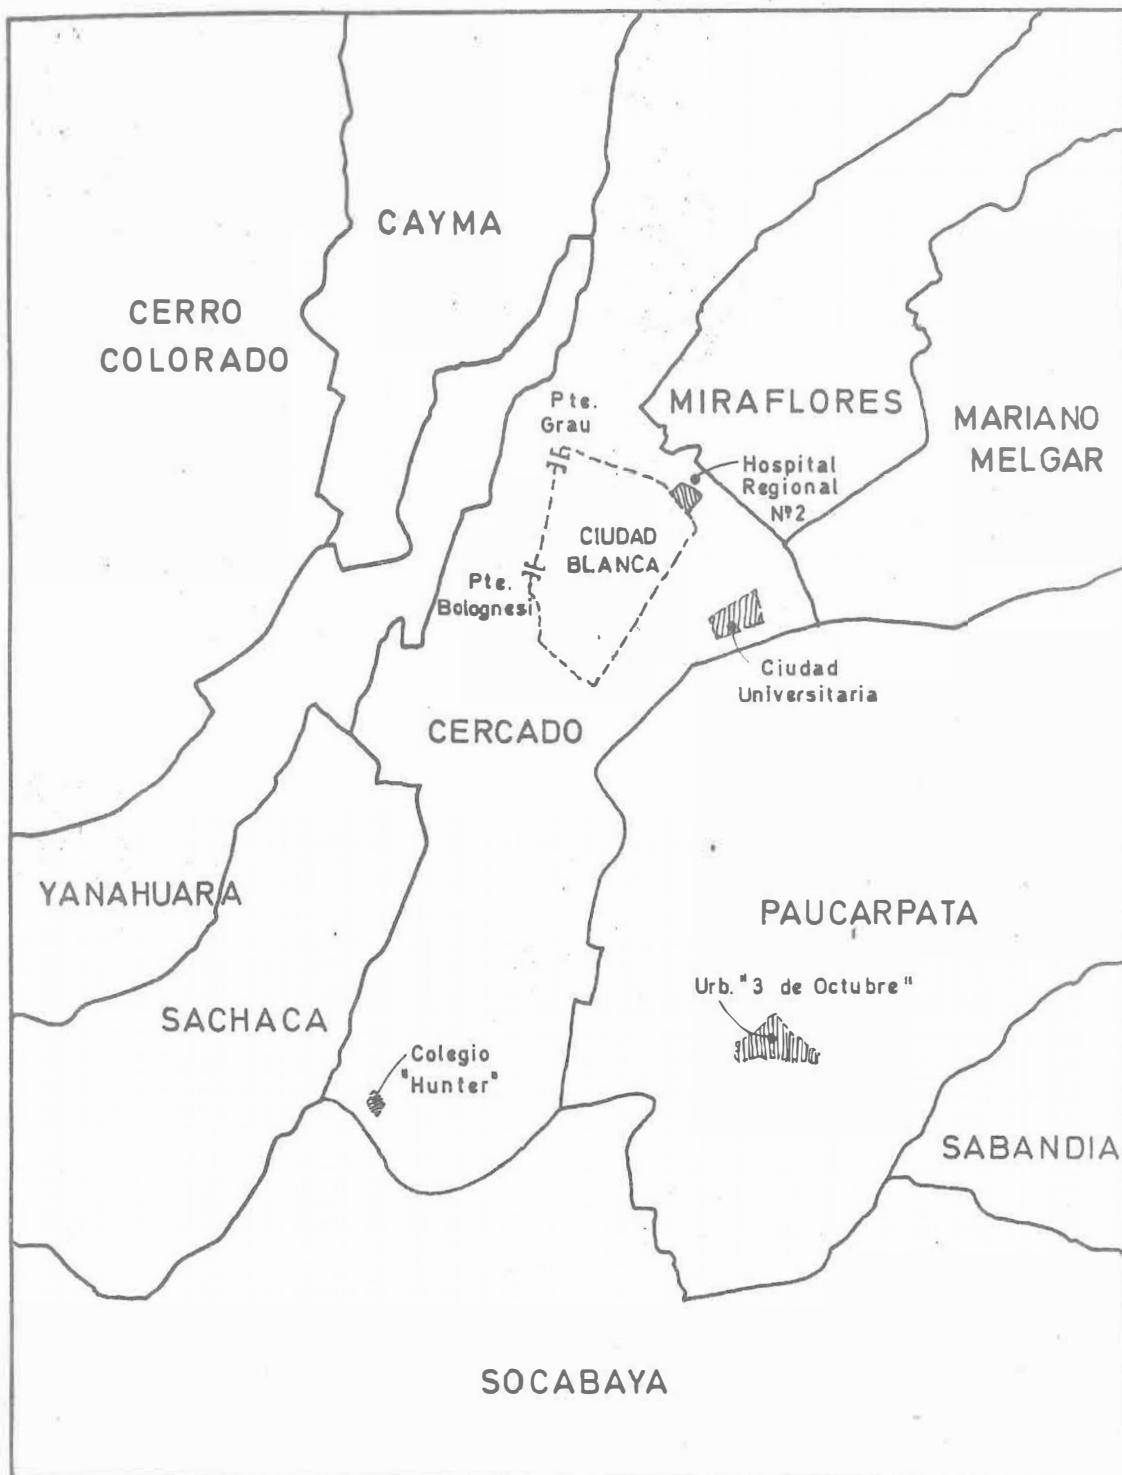 CAYMA
CERRO
COLORADO
Pte.
Grau
MIRAFLORES
MARIANO
MELGAR
Hospital
Regional
Nº2
CIUDAD
BLANCA
Pte.
Bolognesi
Ciudad
Universitaria
CERCADO
YANAHUARA
PAUCARPATA
Urb. "3 de Octubre"
SACHACA
Colegio
"Hunter"
SABANDIA
SOCABAYA